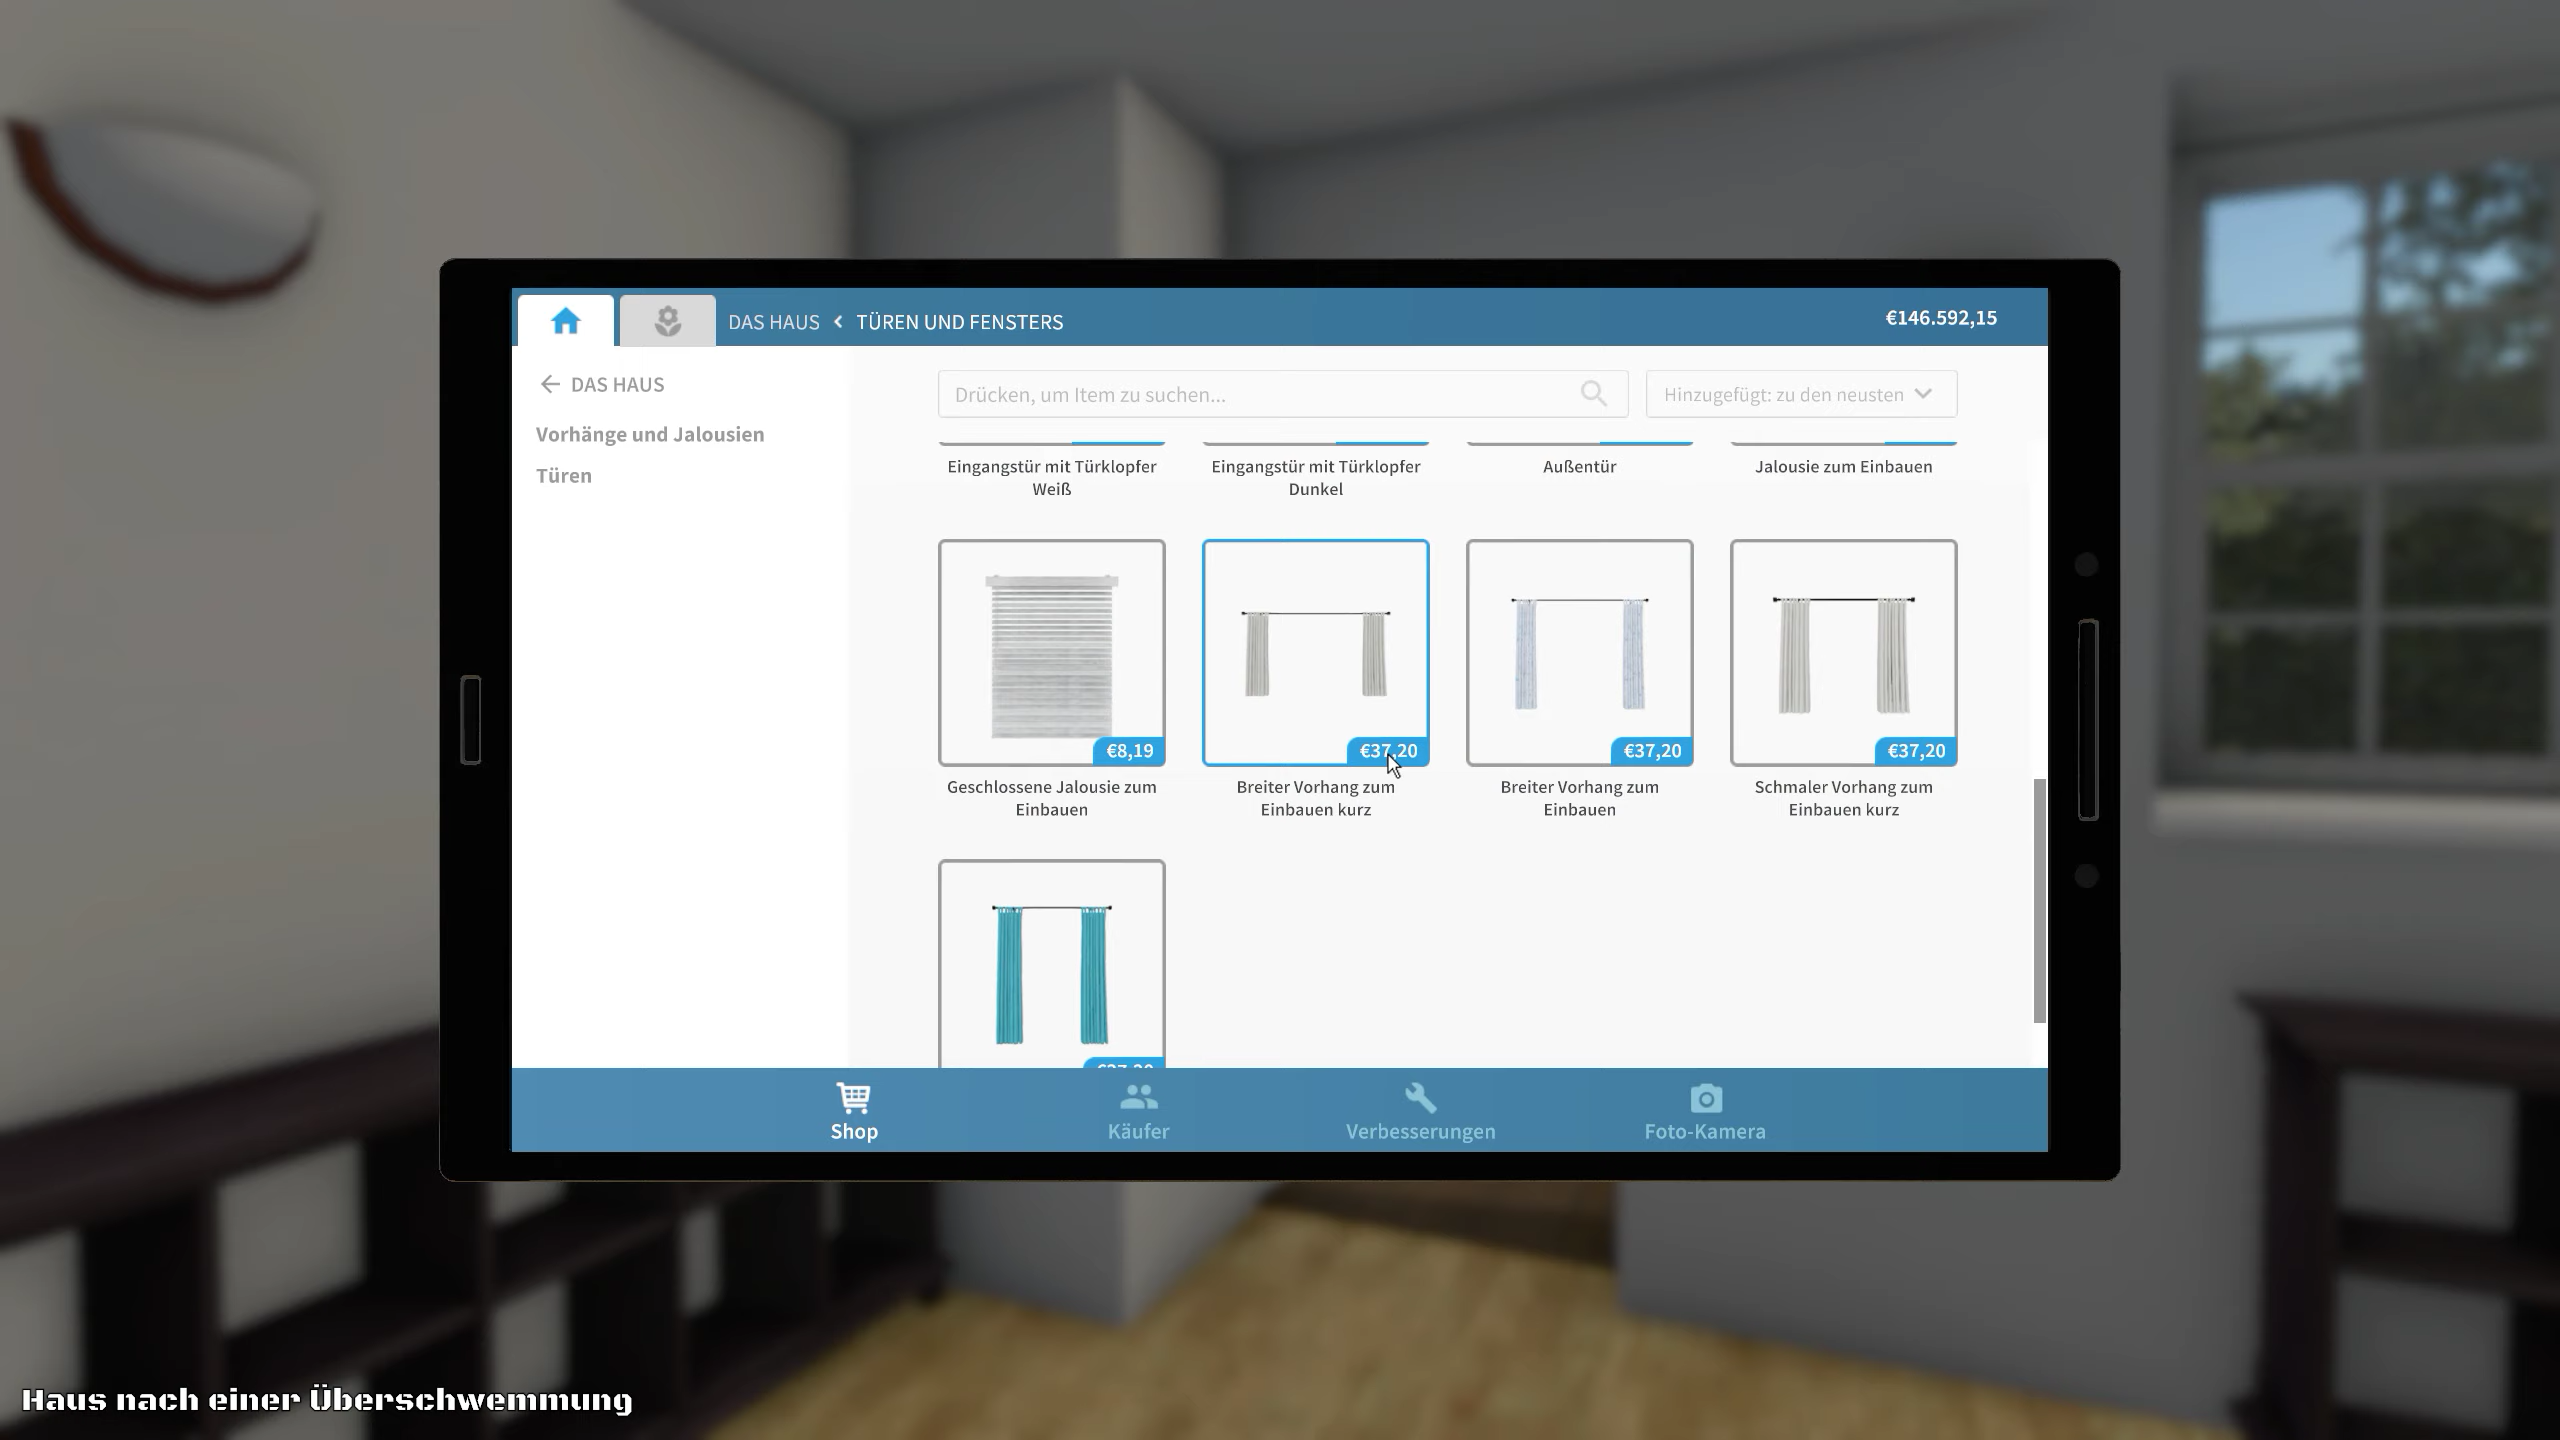 DAS HAUS
TÜREN UND FENSTERS
€146.592,15
DAS HAUS
Vorhänge und Jalousien
Türen
Drücken, um Item zu suchen...
Hinzugefügt: zu den neusten
Eingangstür mit Türklopfer
Weiß
Eingangstür mit Türklopfer
Dunkel
Außentür
Jalousie zum Einbauen
€8,19
€37,20
€37,20
€37,20
Geschlossene Jalousie zum
Einbauen
Breiter Vorhang zum
Einbauen kurz
Breiter Vorhang zum
Einbauen
Schmaler Vorhang zum
Einbauen kurz
Shop
Käufer
Verbesserungen
Foto-Kamera
Haus nach einer Überschwemmung